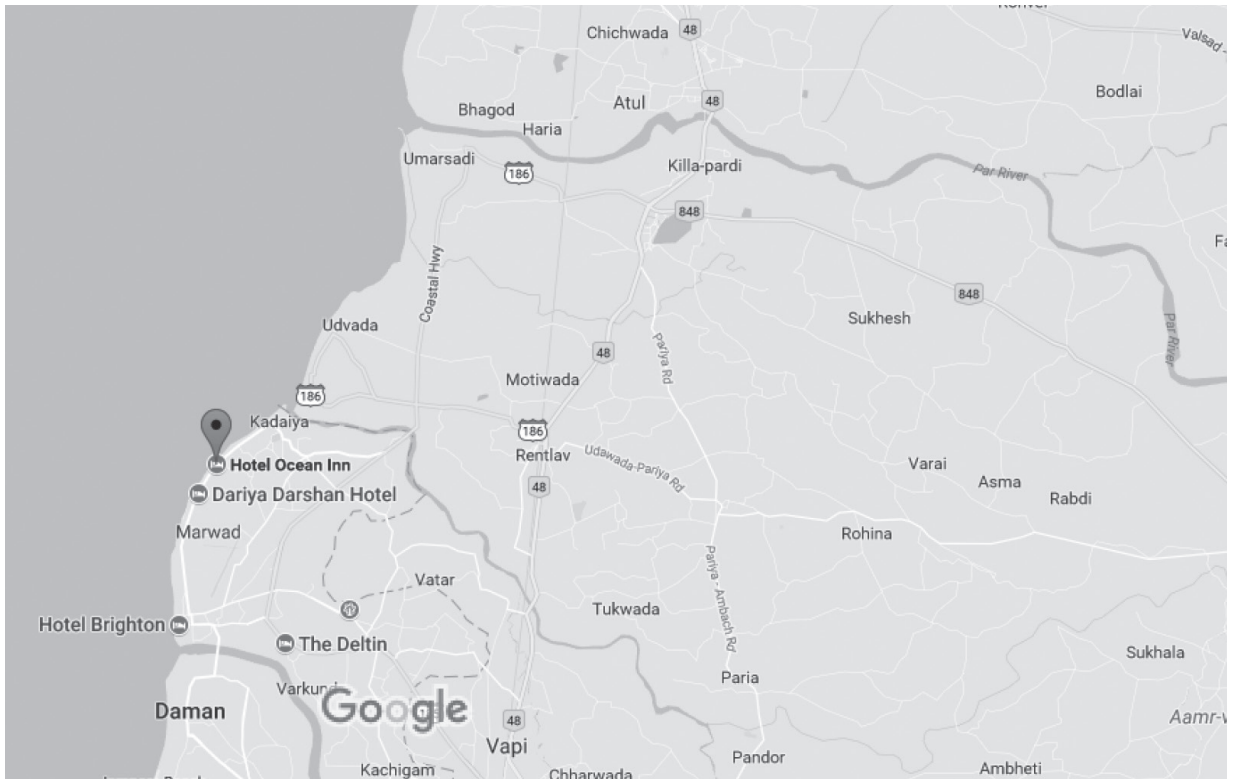 Chichwada
48
Valsad -
Bodlai
48
Atul
Bhagod
Haria
Umarsadi
186
Killa-pardi
Par River
848
Coastal Hwy
848
Sukhesh
Par River
Udvada
48
Pariya Rd
Motiwada
186
Kadaiya
186
Rentlav
Udawada-Pariya Rd
Hotel Ocean Inn
Varai
Asma
Rabdi
48
Dariya Darshan Hotel
Marwad
Rohina
Vatar
Pariya - Ambach Rd
Tukwada
Hotel Brighton
The Deltin
Sukhala
Paria
Varkund
Google
Daman
48
Vapi
Pandor
Kachigam
Chharwada
Ambheti